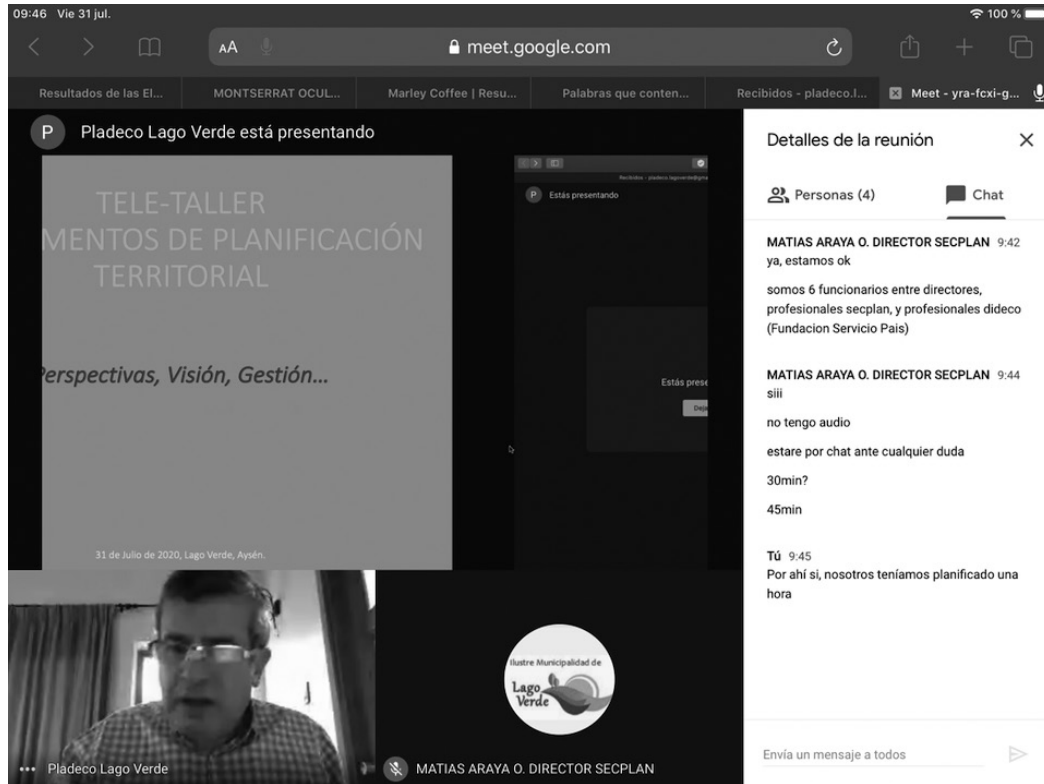 09:46 Vie 31 jul.
100 %
AA
meet.google.com
Resultados de las El...
MONTSERRAT OCUL...
Marley Coffee | Resu...
Palabras que conten...
Recibidos - pladeco.l...
Meet - yra-fcxi-g...
P
Pladeco Lago Verde está presentando
TELE-TALLER
MENTOS DE PLANIFICACIÓN
TERRITORIAL
Perspectivas, Visión, Gestión...
31 de Julio de 2020, Lago Verde, Aysén.
Recibidos - pladeco.lagoverde@gma
P
Estás presentando
Estás prese
Deja
Pladeco Lago Verde
Ilustre Municipalidad de
Lago
Verde
MATIAS ARAYA O. DIRECTOR SECPLAN
Detalles de la reunión
Personas (4)
Chat
MATIAS ARAYA O. DIRECTOR SECPLAN 9:42
ya, estamos ok
somos 6 funcionarios entre directores,
profesionales secplan, y profesionales dideco
(Fundacion Servicio Pais)
MATIAS ARAYA O. DIRECTOR SECPLAN 9:44
siii
no tengo audio
estare por chat ante cualquier duda
30min?
45min
Tú 9:45
Por ahí si, nosotros teníamos planificado una
hora
Envía un mensaje a todos